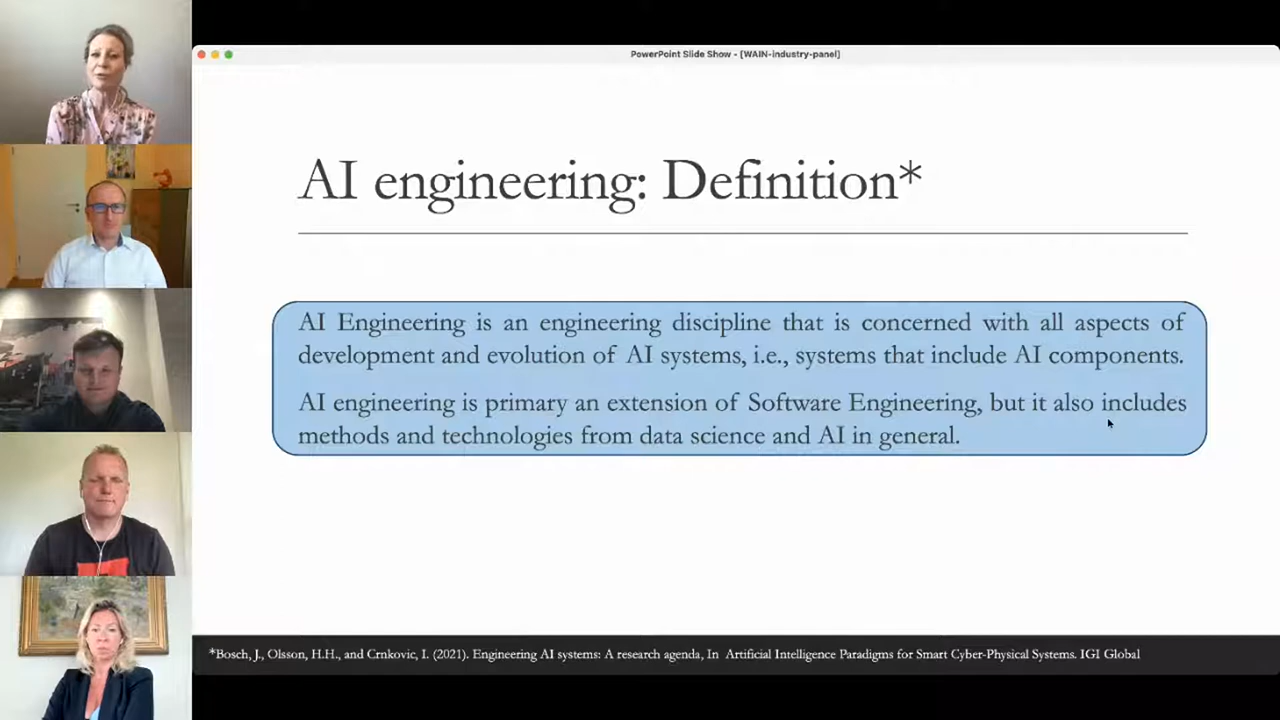 PowerPoint Slide Show - [WAIN-industry-panel]
AI engineering: Definition*
AI Engineering is an engineering discipline that is concerned with all aspects of
development and evolution of AI systems, i.e., systems that include AI components.
AI engineering is primary an extension of Software Engineering, but it also includes
methods and technologies from data science and AI in general.
*Bosch, J., Olsson, H.H., and Crnkovic, I. (2021). Engineering AI systems: A research agenda, In Artificial Intelligence Paradigms for Smart Cyber-Physical Systems. IGI Global